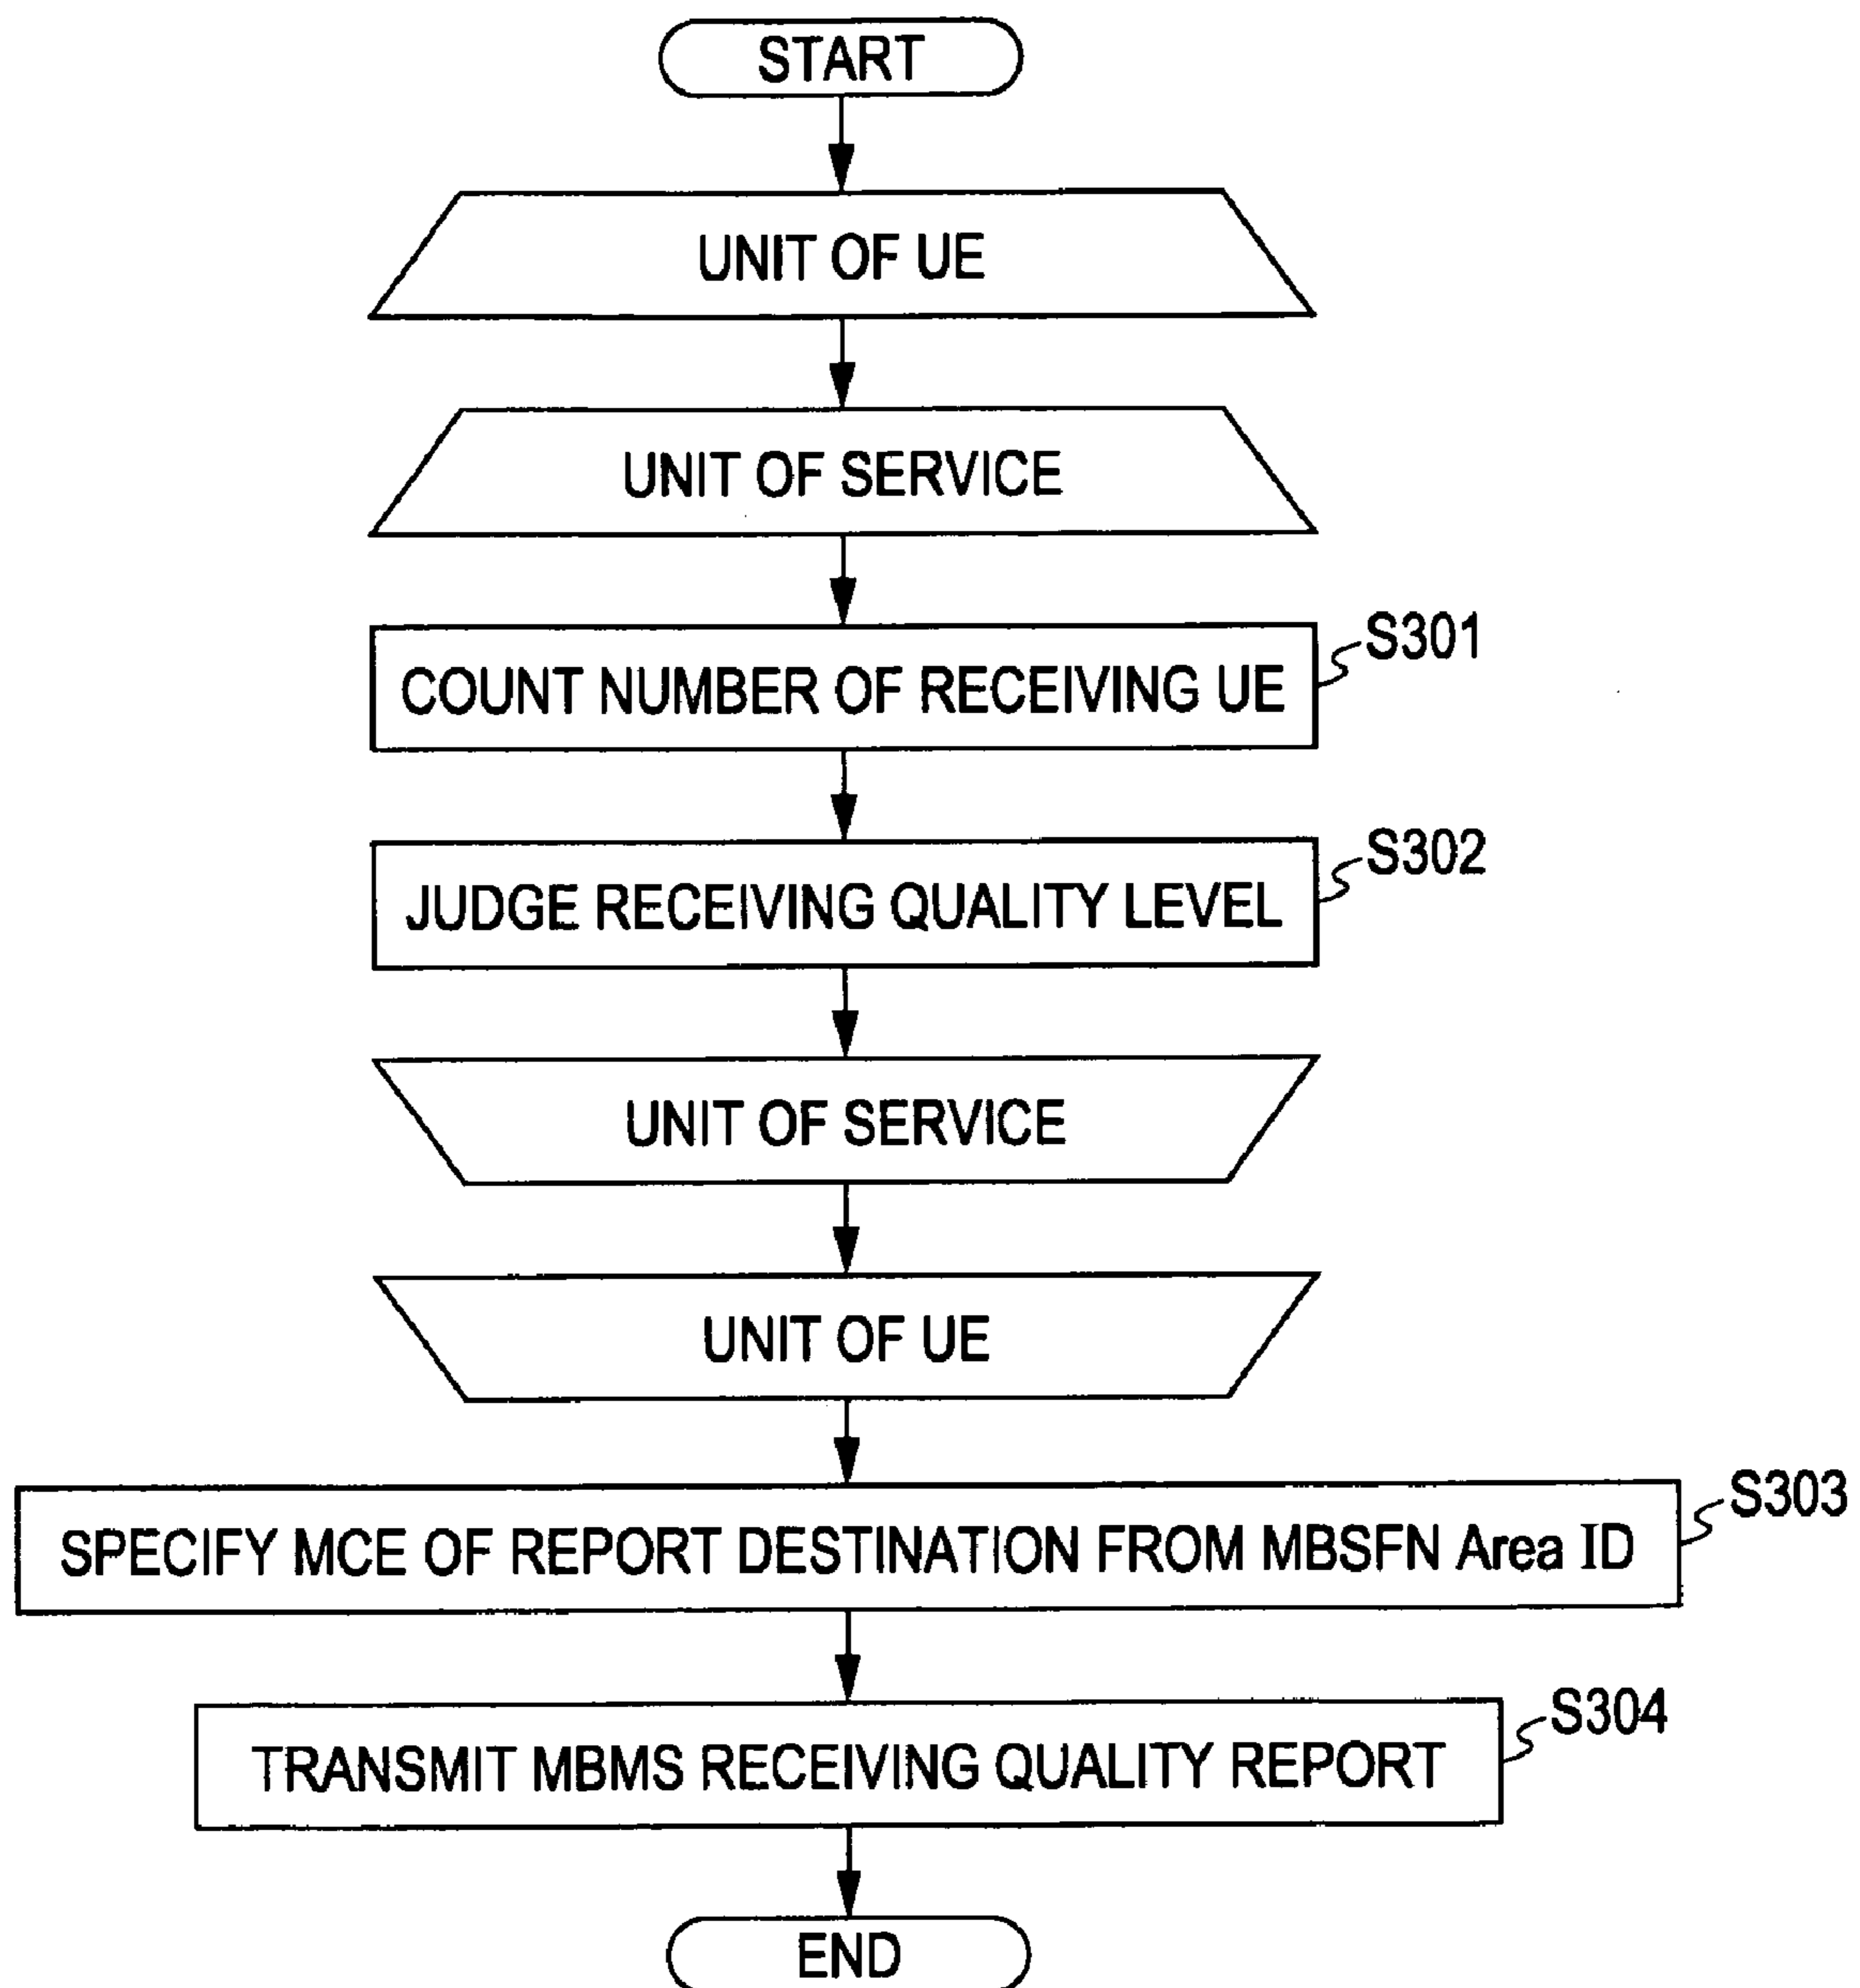 START
UNIT OF UE
UNIT OF SERVICE
S301
COUNT NUMBER OF RECEIVING UE
S302
JUDGE RECEIVING QUALITY LEVEL
UNIT OF SERVICE
UNIT OF UE
S303
SPECIFY MCE OF REPORT DESTINATION FROM MBSFN Area ID
S304
TRANSMIT MBMS RECEIVING QUALITY REPORT
END